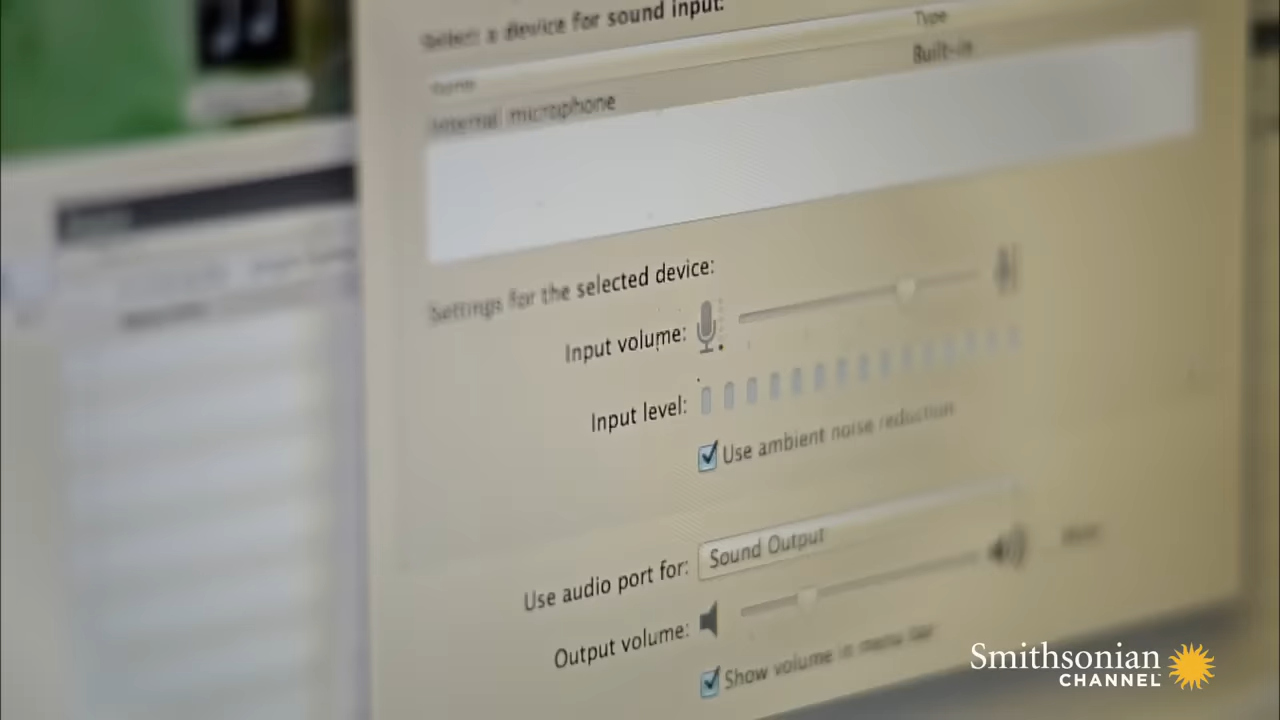 Select a device for sound input:
Name Type
Internal microphone Built-in
Settings for the selected device:
Input volume:
Input level:
Use ambient noise reduction
Use audio port for: Sound Output
Output volume: Mute
Show volume in menu bar
Smithsonian
CHANNEL